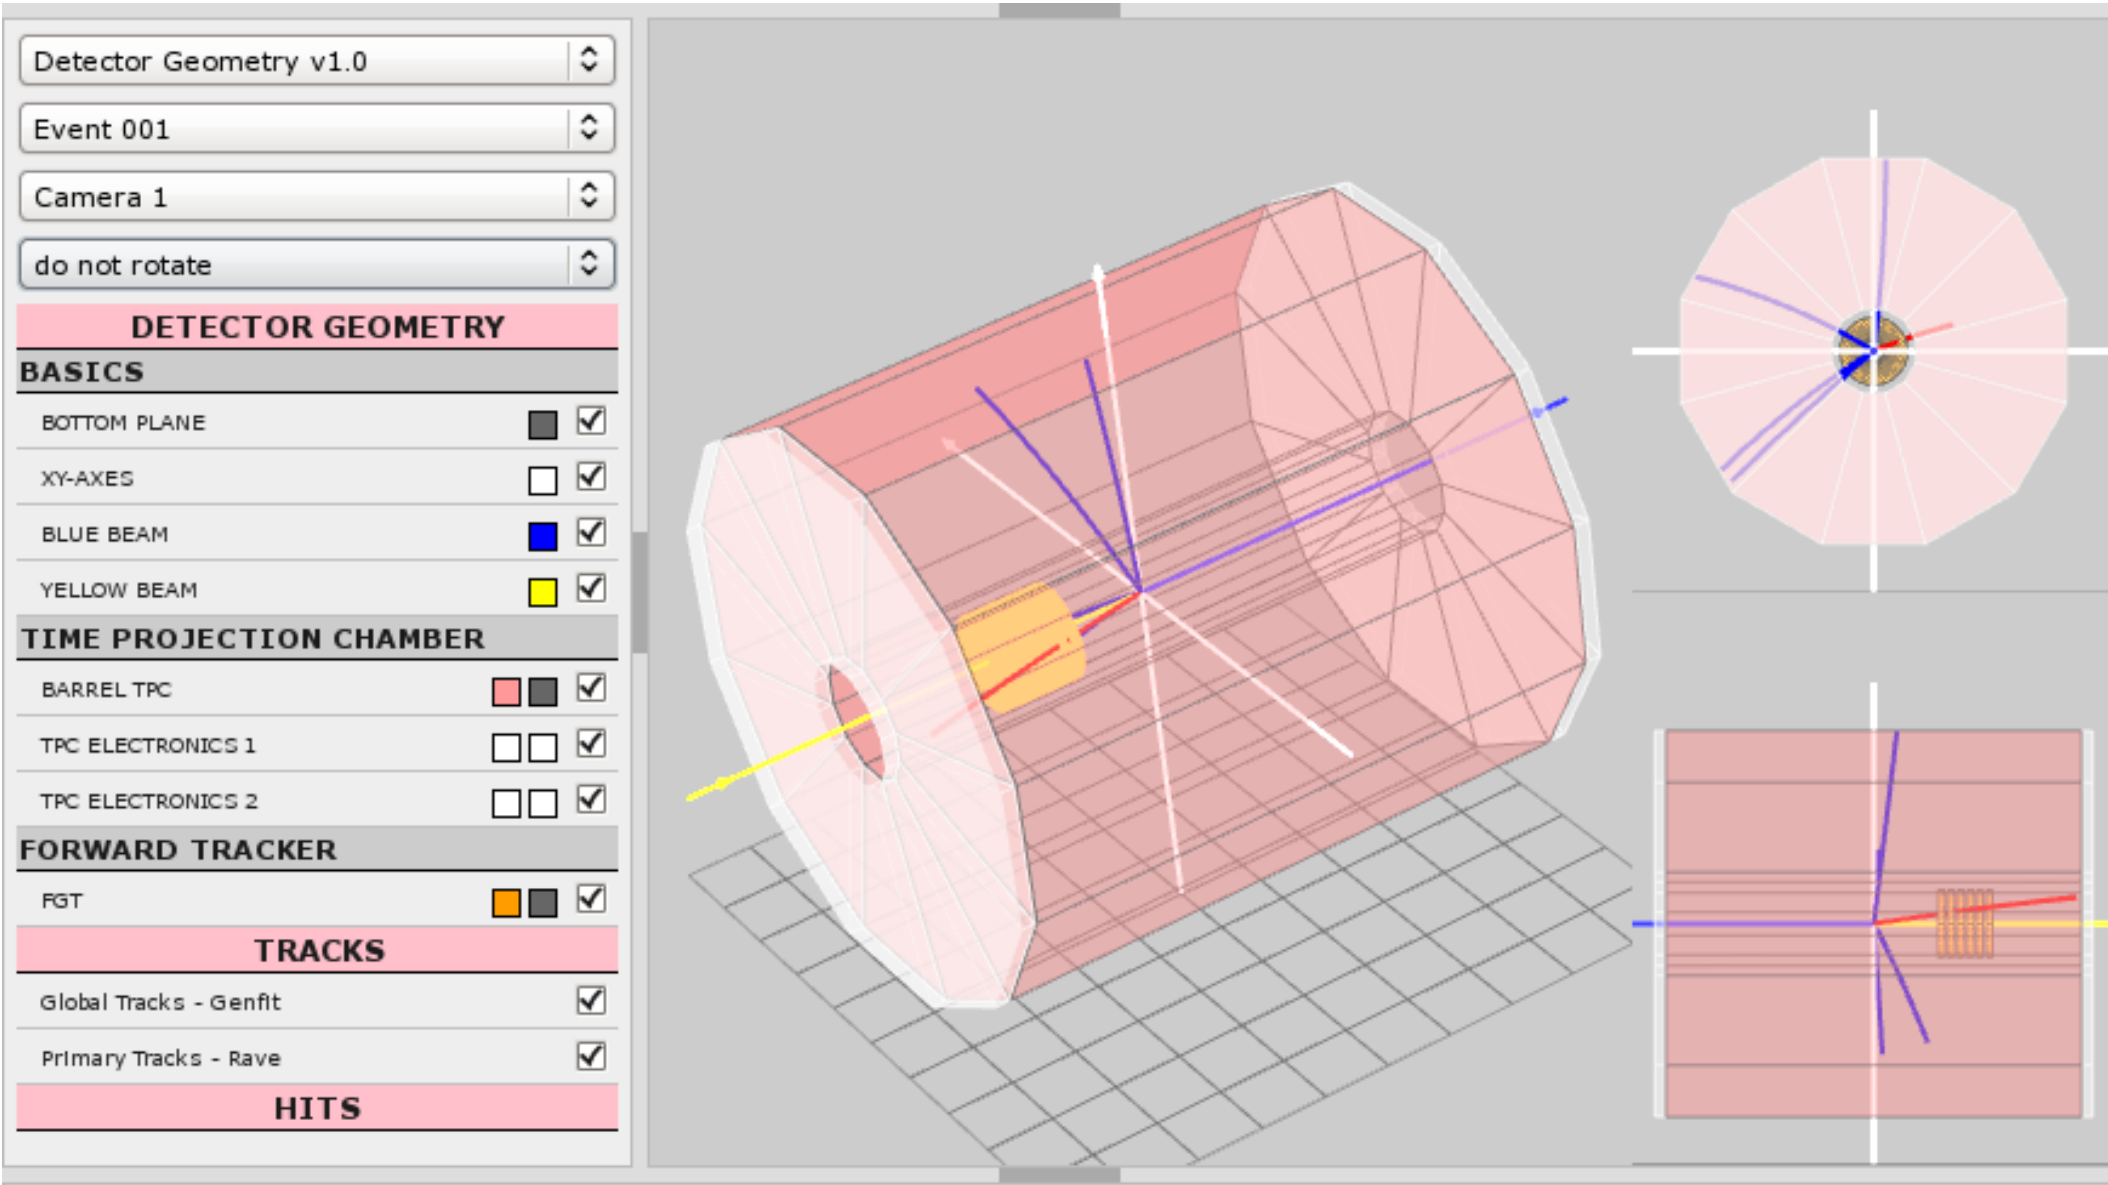 Detector Geometry v1.0
Event 001
Camera 1
do not rotate
DETECTOR GEOMETRY
BASICS
BOTTOM PLANE
XY-AXES
BLUE BEAM
YELLOW BEAM
TIME PROJECTION CHAMBER
BARREL TPC
TPC ELECTRONICS 1
TPC ELECTRONICS 2
FORWARD TRACKER
FGT
TRACKS
Global Tracks - Genfit
Primary Tracks - Rave
HITS